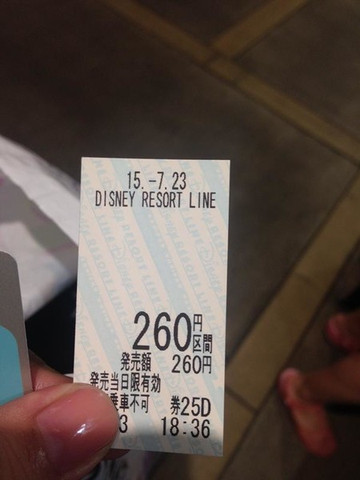 15.-7.23
DISNEY RESORT LINE
260円区間
発売額 260円
発売当日限有効
乗車不可 券25D
3 18:36